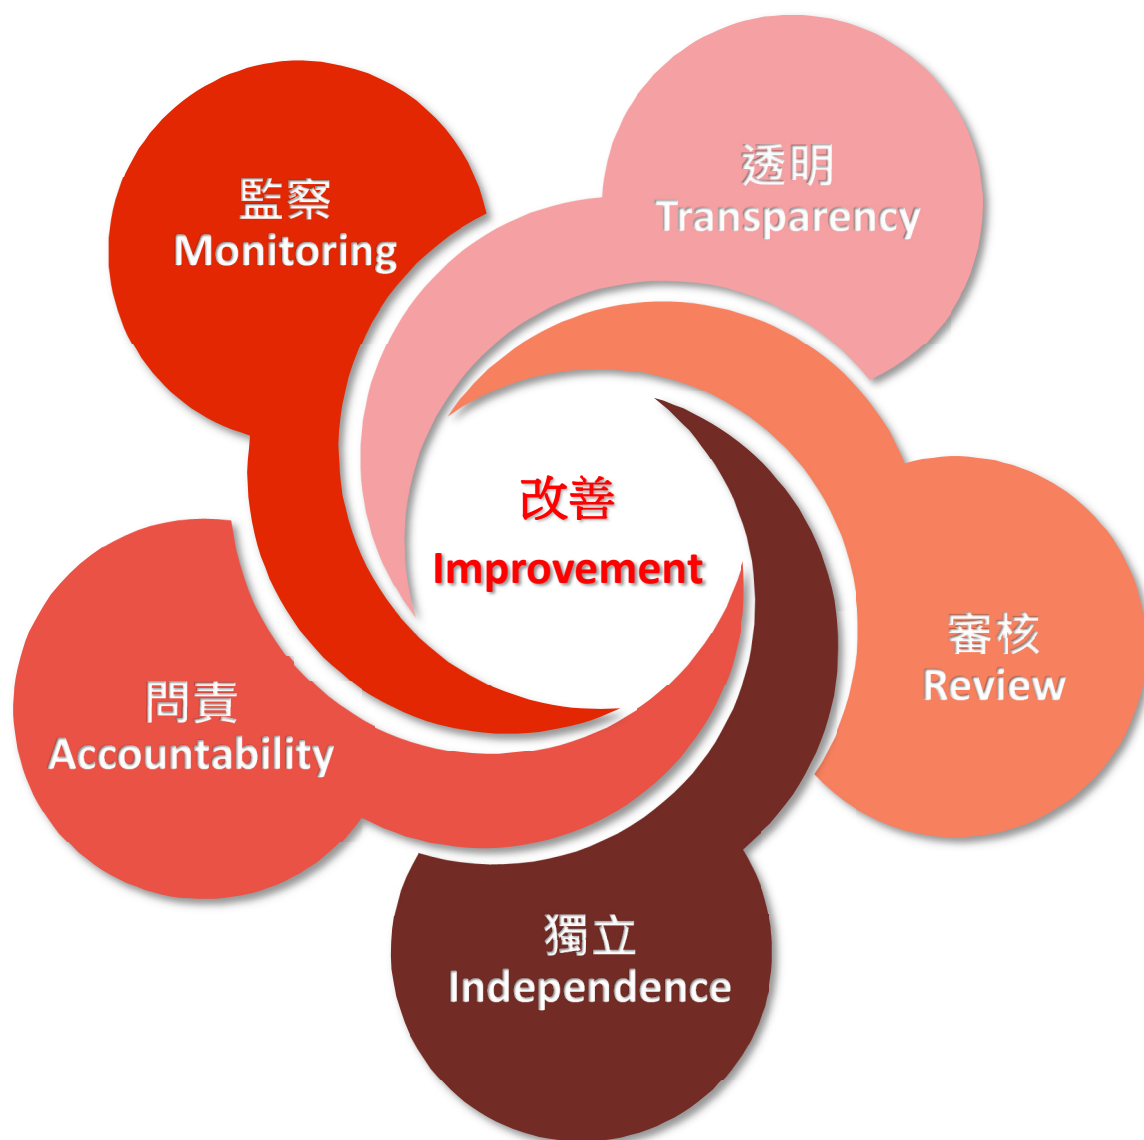 透明
Transparency
監察
Monitoring
改善
Improvement
審核
Review
問責
Accountability
獨立
Independence